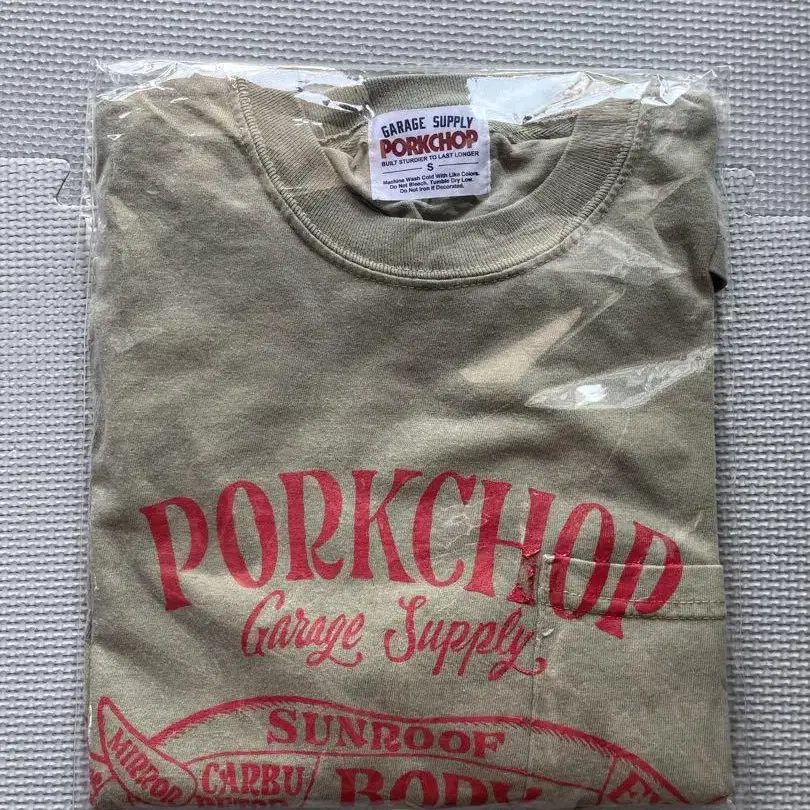 GARAGE SUPPLY
PORKCHOP
BUILT STURDIER TO LAST LONGER
S
Machine Wash Cold With Like Colors.
Do Not Bleach. Tumble Dry Low.
Do Not Iron If Decorated.
PORKCHOP
Garage Supply
SUNROOF
MIRROR
CARBU
BODY